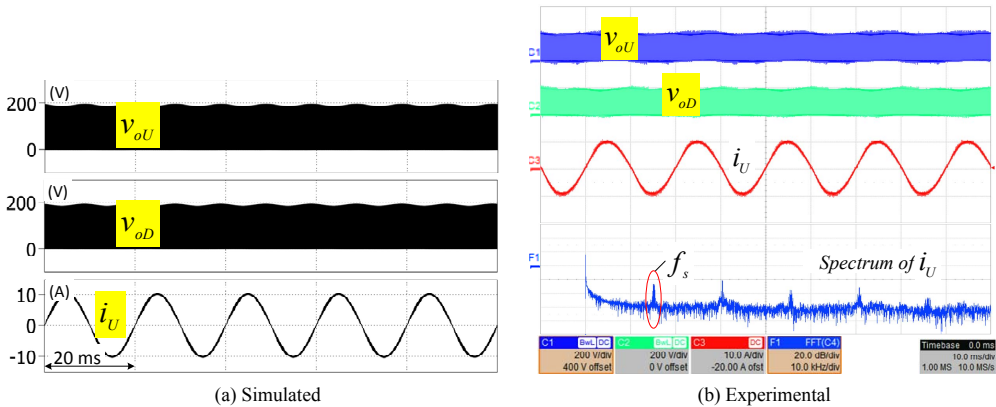 (V)
200
0
v_oU
(V)
200
0
v_oD
(A)
10
0
-10
i_U
20 ms
(a) Simulated
C1
v_oU
C2
v_oD
C3
i_U
F1
f_s
Spectrum of i_U
C1 BwL DC
200 V/div
400 V offset
C2 BwL DC
200 V/div
0 V offset
C3 DC
10.0 A/div
-20.00 A ofst
F1 FFT(C4)
20.0 dB/div
10.0 kHz/div
Timebase 0.0 ms
10.0 ms/div
1.00 MS 10.0 MS/s
(b) Experimental